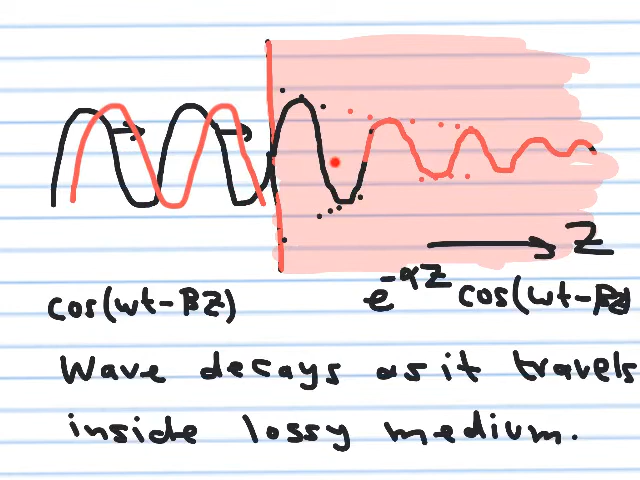 Z
cos(wt-βz) e^-αz cos(wt-βz)
Wave decays as it travels
inside lossy medium.